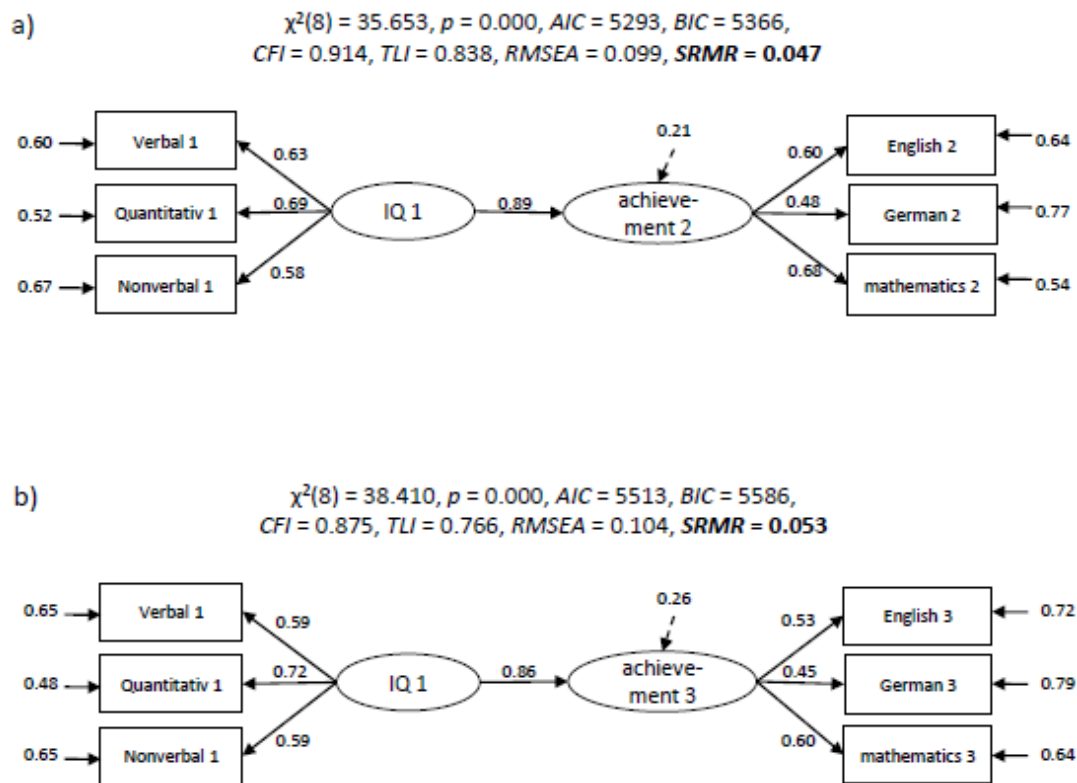 a)
χ²(8) = 35.653, p = 0.000, AIC = 5293, BIC = 5366,
CFI = 0.914, TLI = 0.838, RMSEA = 0.099, SRMR = 0.047
0.60
Verbal 1
0.63
0.21
0.60
English 2
0.64
0.52
Quantitativ 1
0.69
IQ 1
0.89
achieve-
ment 2
0.48
German 2
0.77
0.67
Nonverbal 1
0.58
0.68
mathematics 2
0.54
b)
χ²(8) = 38.410, p = 0.000, AIC = 5513, BIC = 5586,
CFI = 0.875, TLI = 0.766, RMSEA = 0.104, SRMR = 0.053
0.65
Verbal 1
0.59
0.26
0.53
English 3
0.72
0.48
Quantitativ 1
0.72
IQ 1
0.86
achieve-
ment 3
0.45
German 3
0.79
0.65
Nonverbal 1
0.59
0.60
mathematics 3
0.64